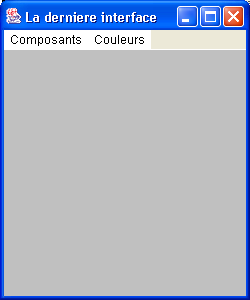 La derniere interface
Composants Couleurs